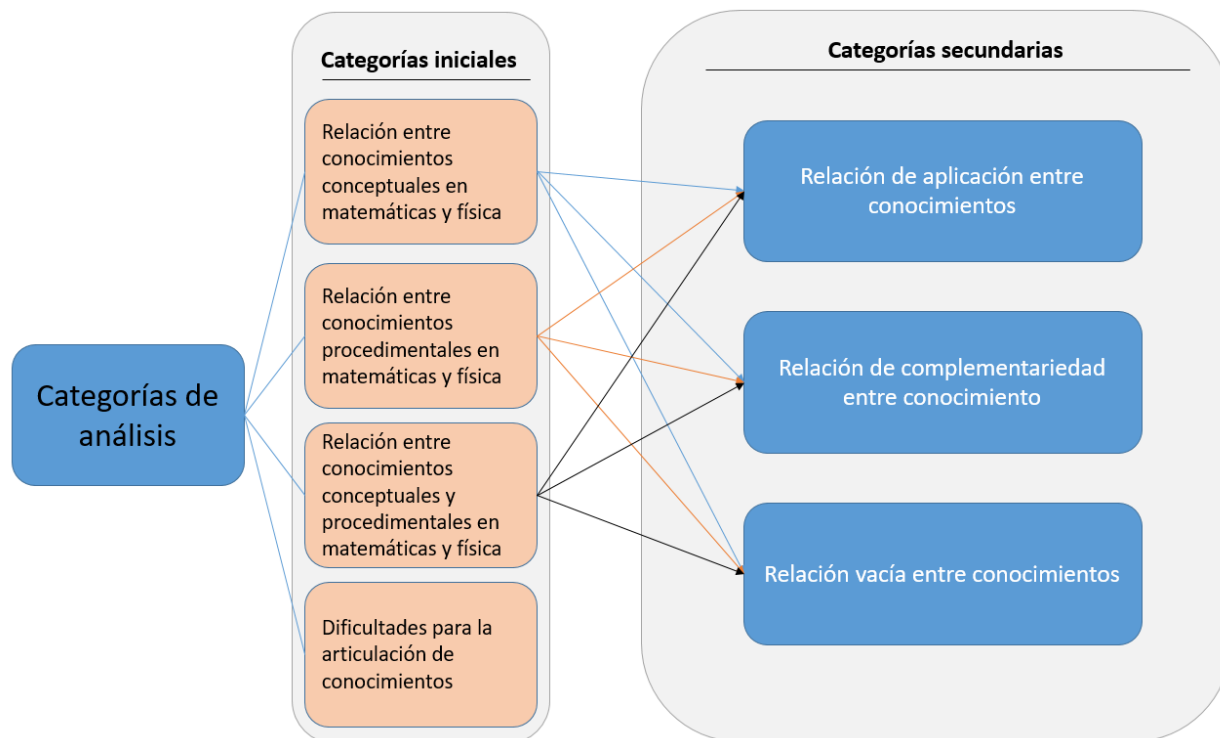 Categorías de
análisis
Categorías iniciales
Relación entre
conocimientos
conceptuales en
matemáticas y física
Relación entre
conocimientos
procedimentales en
matemáticas y física
Relación entre
conocimientos
conceptuales y
procedimentales en
matemáticas y física
Dificultades para la
articulación de
conocimientos
Categorías secundarias
Relación de aplicación entre
conocimientos
Relación de complementariedad
entre conocimiento
Relación vacía entre conocimientos